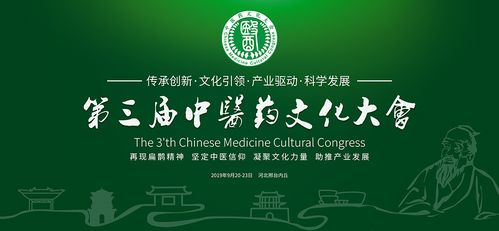 传承创新·文化引领·产业驱动·科学发展
第三届中醫药文化大會
The 3'th Chinese Medicine Cultural Congress
再现扁鹊精神 坚定中医信仰 凝聚文化力量 助推产业发展
2019年9月20-23日 河北邢台内丘